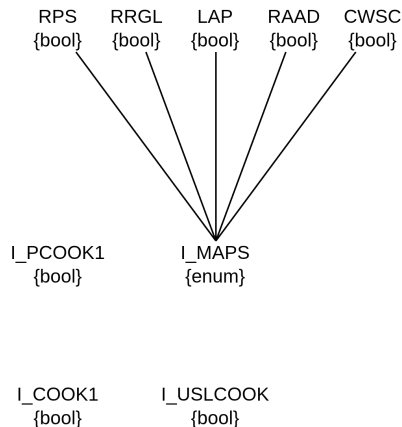 RPS RRGL LAP RAAD CWSC
{bool} {bool} {bool} {bool} {bool}
I_PCOOK1 I_MAPS
{bool} {enum}
I_COOK1 I_USLCOOK
{bool} {bool}